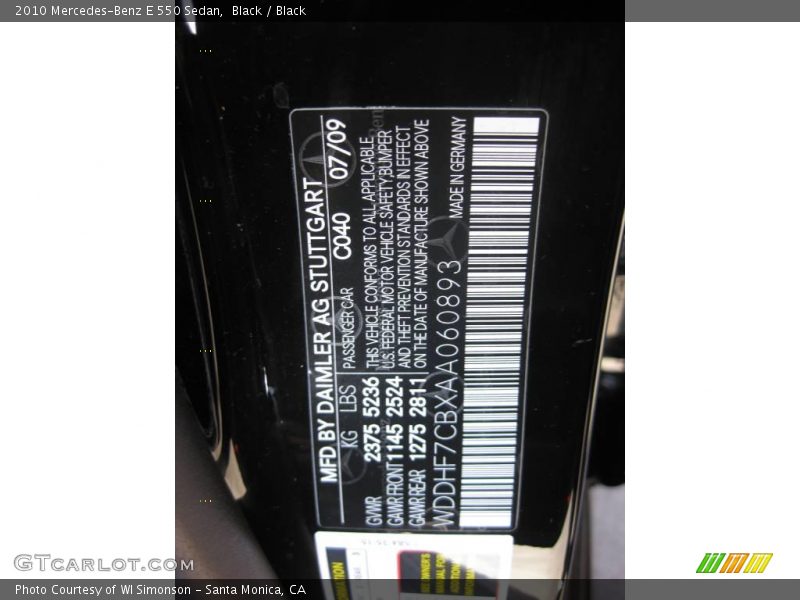 2010 Mercedes-Benz E 550 Sedan,  Black / Black
MFD BY DAIMLER AG STUTTGART
KG LBS PASSENGER CAR C040 07/09
GVWR 2375 5236
GAWR FRONT 1145 2524
GAWR REAR 1275 2811
THIS VEHICLE CONFORMS TO ALL APPLICABLE
U.S. FEDERAL MOTOR VEHICLE SAFETY BUMPER
AND THEFT PREVENTION STANDARDS IN EFFECT
ON THE DATE OF MANUFACTURE SHOWN ABOVE
WDDHF7CBXAA060893 MADE IN GERMANY
GTCarLot.com
Photo Courtesy of WI Simonson - Santa Monica, CA